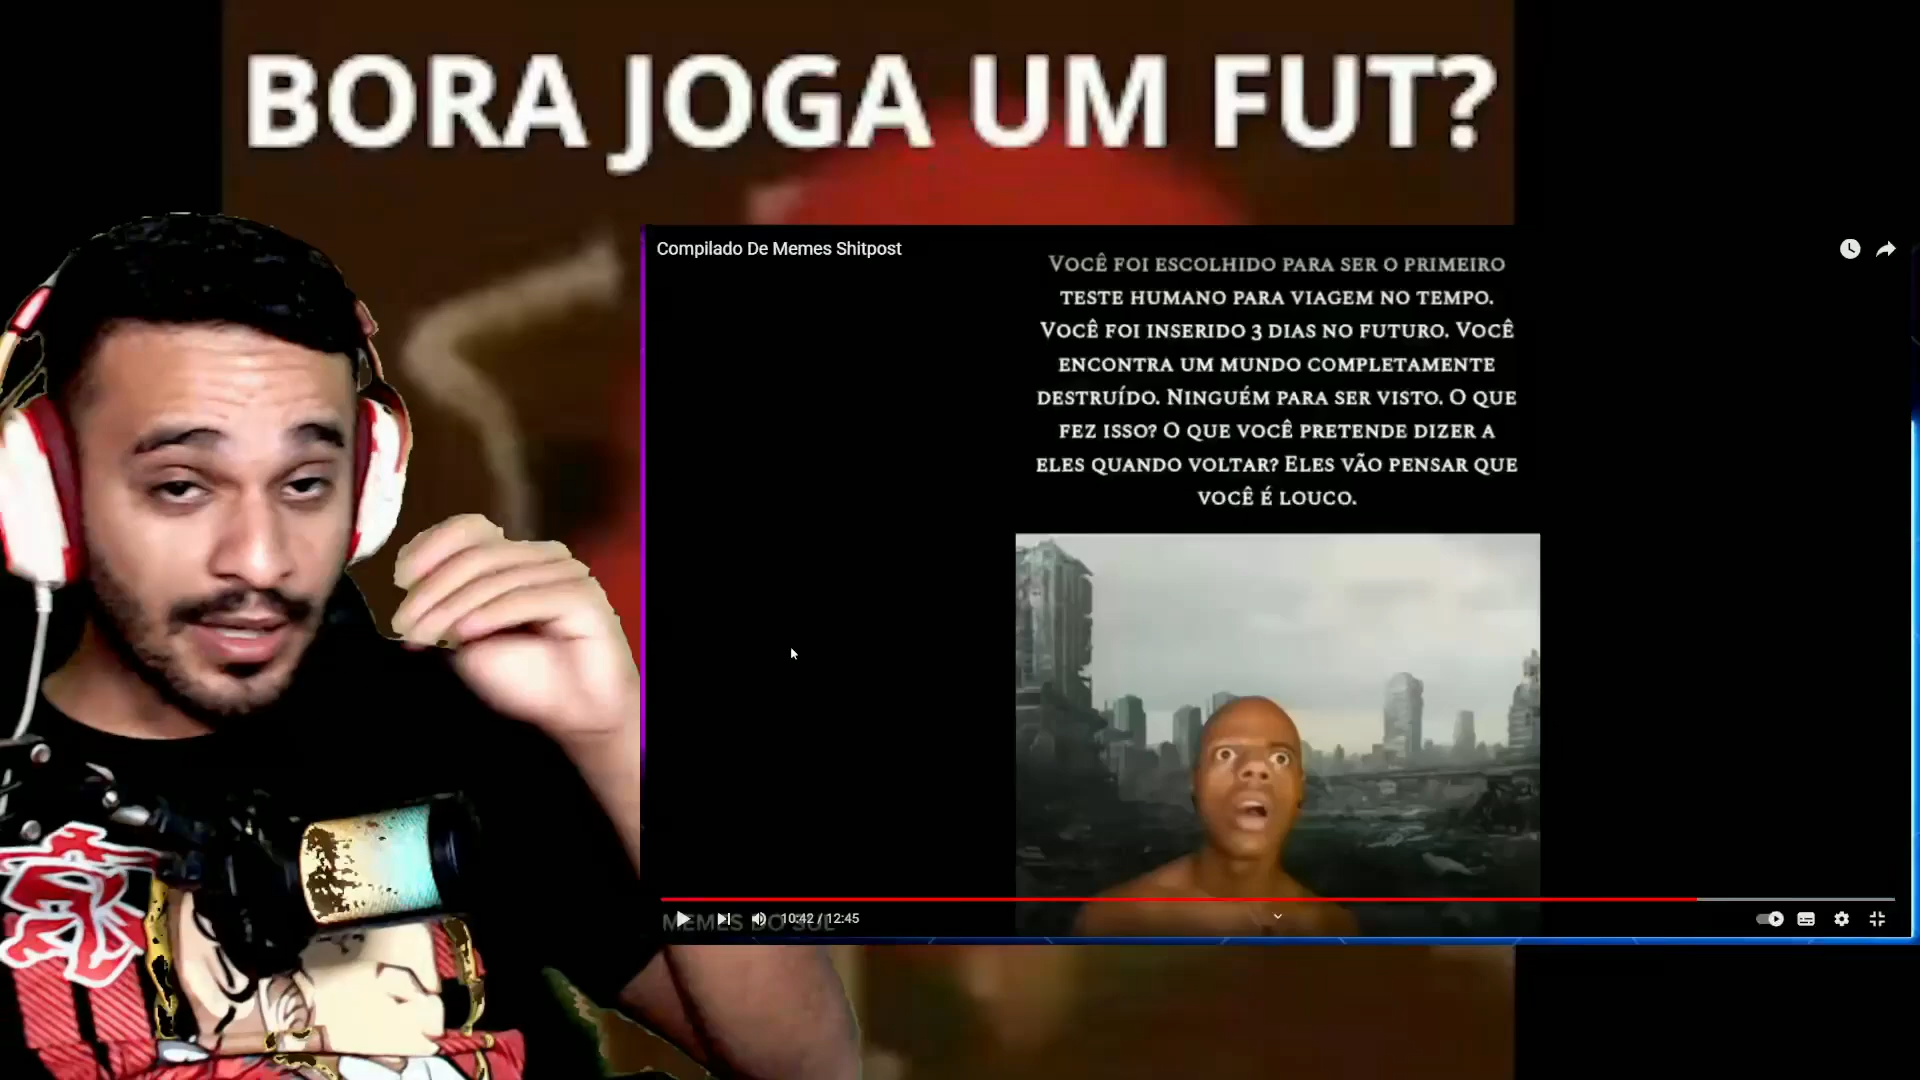 BORA JOGA UM FUT?
Compilado De Memes Shitpost
VOCÊ FOI ESCOLHIDO PARA SER O PRIMEIRO
TESTE HUMANO PARA VIAGEM NO TEMPO.
VOCÊ FOI INSERIDO 3 DIAS NO FUTURO. VOCÊ
ENCONTRA UM MUNDO COMPLETAMENTE
DESTRUÍDO. NINGUÉM PARA SER VISTO. O QUE
FEZ ISSO? O QUE VOCÊ PRETENDE DIZER A
ELES QUANDO VOLTAR? ELES VÃO PENSAR QUE
VOCÊ É LOUCO.
MEMES DO SUL
10:42 / 12:45